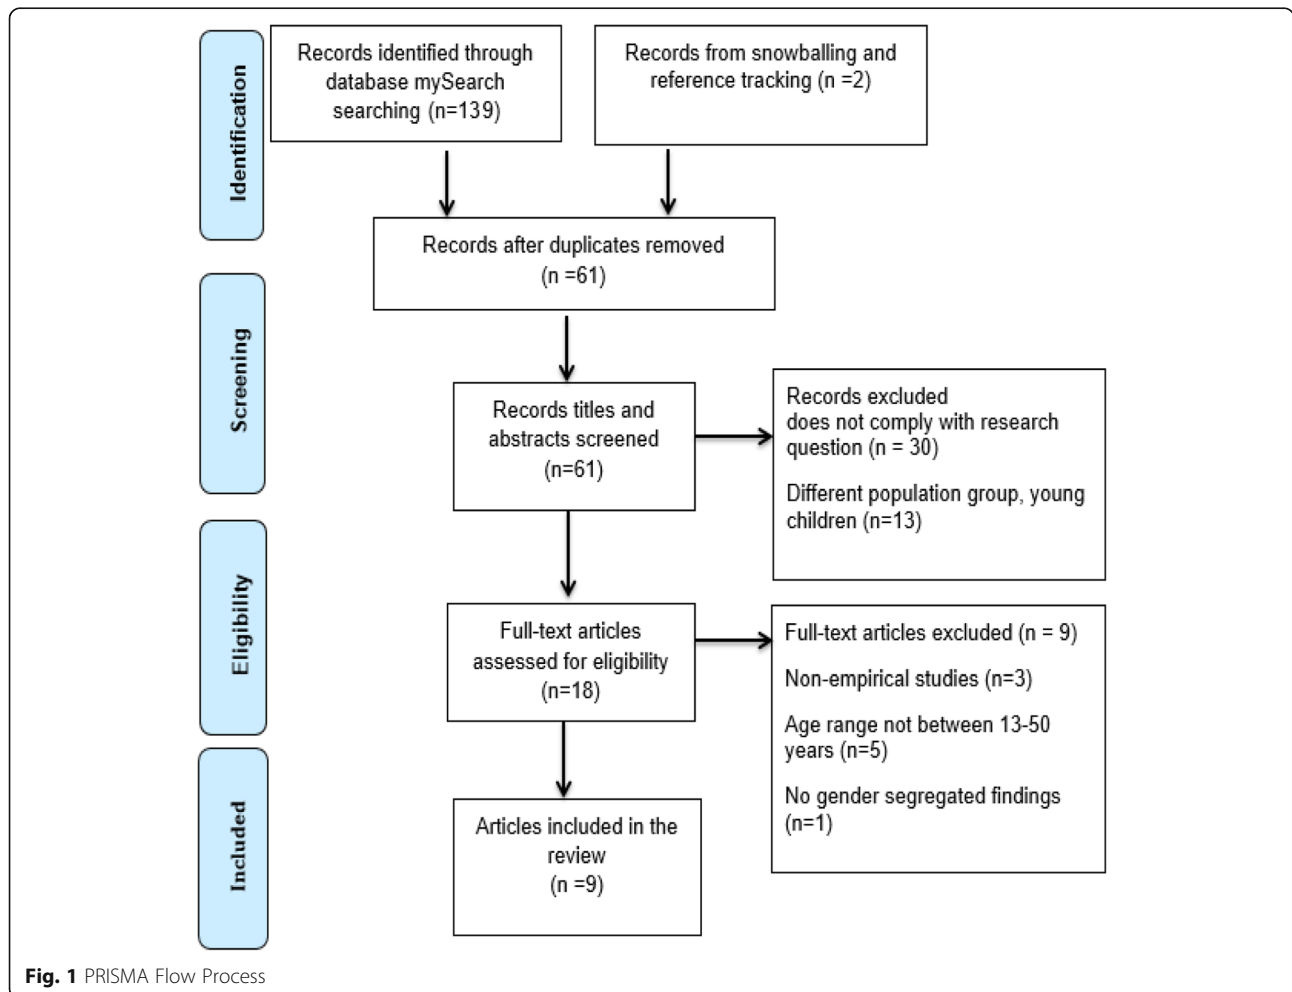 Identification
Records identified through
database mySearch
searching (n=139)
Records from snowballing and
reference tracking (n =2)
Records after duplicates removed
(n =61)
Screening
Records titles and
abstracts screened
(n=61)
Records excluded
does not comply with research
question (n = 30)
Different population group, young
children (n=13)
Eligibility
Full-text articles
assessed for eligibility
(n=18)
Full-text articles excluded (n = 9)
Non-empirical studies (n=3)
Age range not between 13-50
years (n=5)
No gender segregated findings
(n=1)
Included
Articles included in the
review
(n =9)
Fig. 1 PRISMA Flow Process